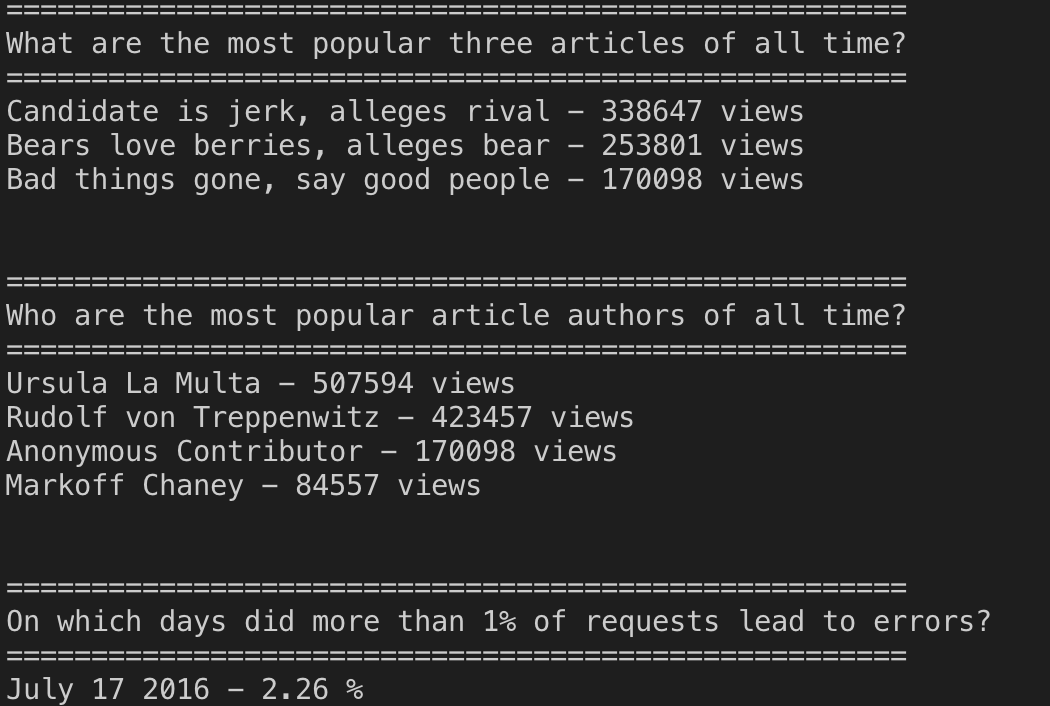 =====================================================
What are the most popular three articles of all time?
=====================================================
Candidate is jerk, alleges rival — 338647 views
Bears love berries, alleges bear — 253801 views
Bad things gone, say good people — 170098 views
=====================================================
Who are the most popular article authors of all time?
=====================================================
Ursula La Multa — 507594 views
Rudolf von Treppenwitz — 423457 views
Anonymous Contributor — 170098 views
Markoff Chaney — 84557 views
=====================================================
On which days did more than 1% of requests lead to errors?
=====================================================
July 17 2016 — 2.26 %